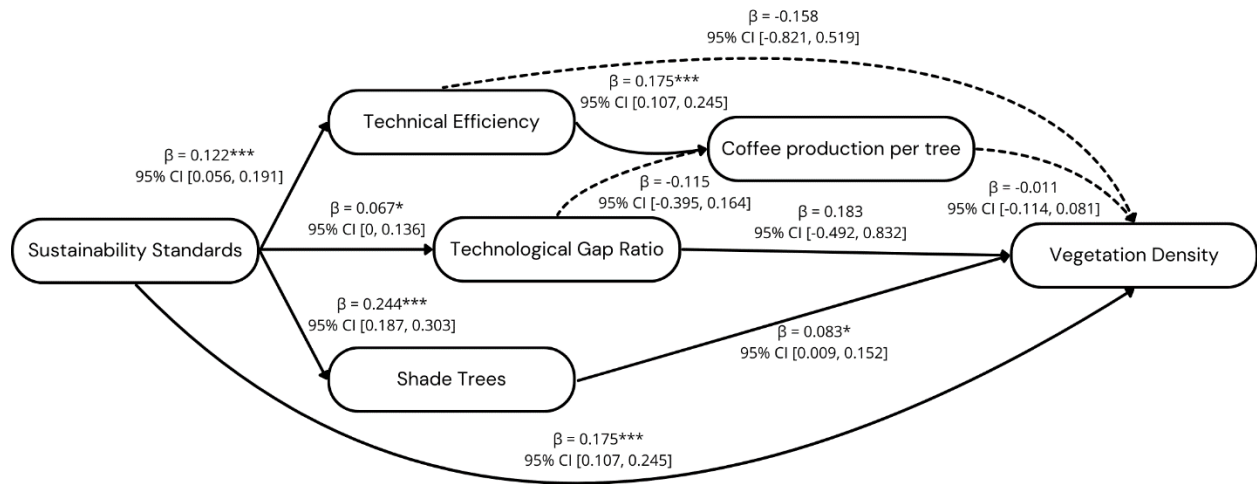 β = -0.158
95% CI [-0.821, 0.519]
β = 0.175***
95% CI [0.107, 0.245]
Technical Efficiency
Coffee production per tree
β = 0.122***
95% CI [0.056, 0.191]
β = -0.115
95% CI [-0.395, 0.164]
β = -0.011
95% CI [-0.114, 0.081]
β = 0.067*
95% CI [0, 0.136]
β = 0.183
95% CI [-0.492, 0.832]
Sustainability Standards
Technological Gap Ratio
Vegetation Density
β = 0.244***
95% CI [0.187, 0.303]
β = 0.083*
95% CI [0.009, 0.152]
Shade Trees
β = 0.175***
95% CI [0.107, 0.245]